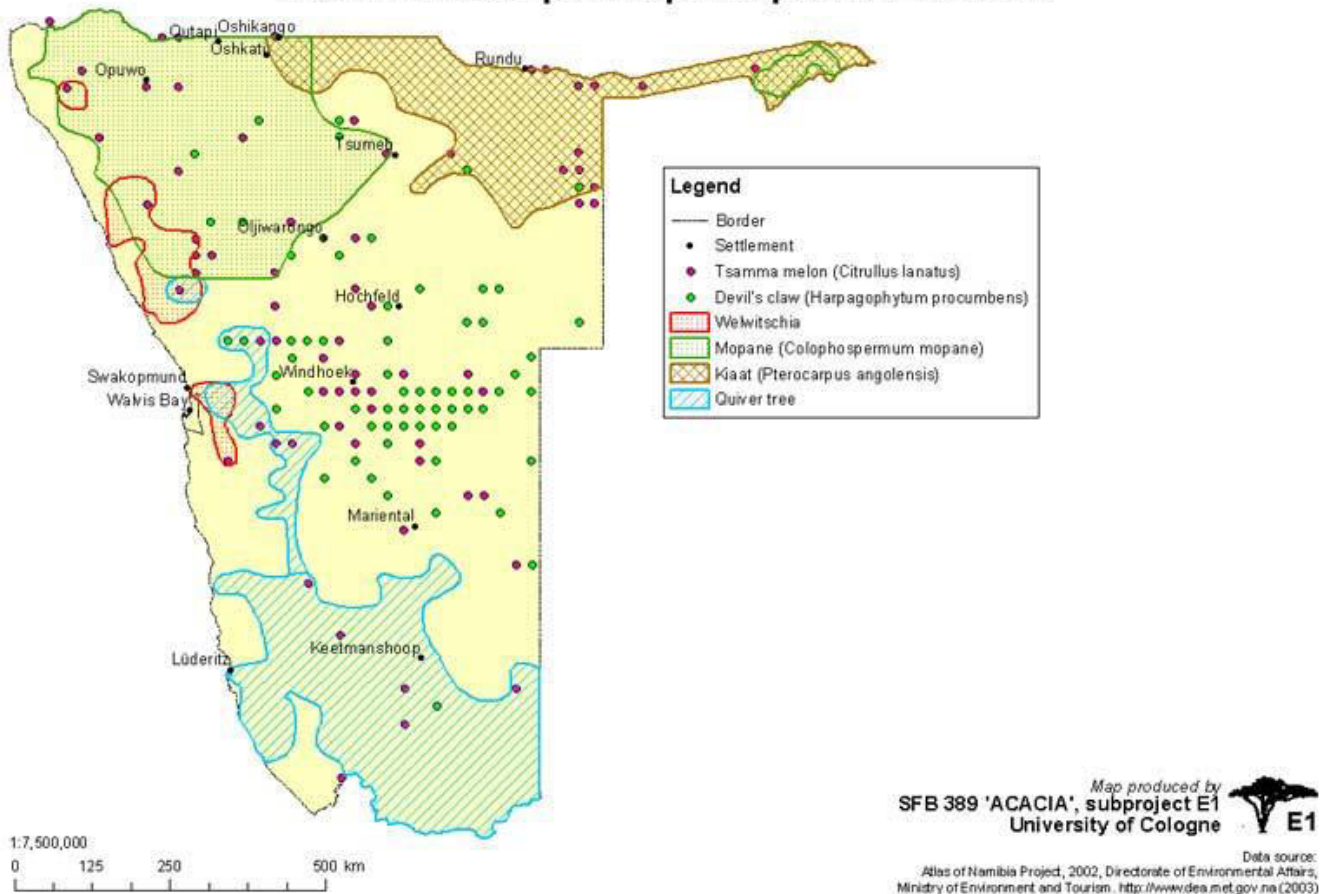 Qutapi
Oshikango
Oshkati
Opuwo
Rundu
Tsumeb
Oljiwarongo
Hochfeld
Windhoek
Swakopmund
Walvis Bay
Mariental
Keetmanshoop
Lüderitz
Legend
Border
Settlement
Tsamma melon (Citrullus lanatus)
Devil's claw (Harpagophytum procumbens)
Welwitschia
Mopane (Colophospermum mopane)
Kiaat (Pterocarpus angolensis)
Quiver tree
1:7,500,000
0 125 250 500 km
Map produced by
SFB 389 'ACACIA', subproject E1
University of Cologne
E1
Data source:
Atlas of Namibia Project, 2002, Directorate of Environmental Affairs,
Ministry of Environment and Tourism. http://www.dea.met.gov.na (2003)